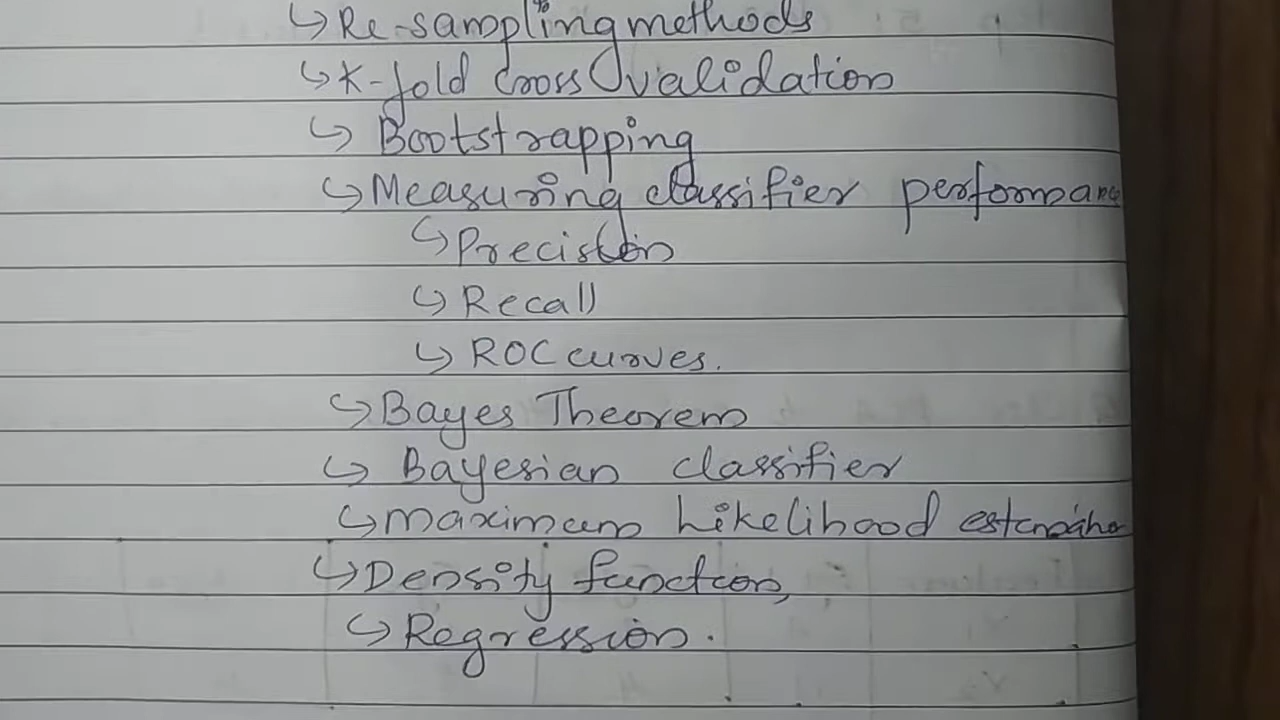 ↳ Re-sampling methods
↳ K-fold cross validation
↳ Bootstrapping
↳ Measuring classifier performance
↳ Precision
↳ Recall
↳ ROC curves.
↳ Bayes Theorem
↳ Bayesian classifier
↳ Maximum Likelihood
↳ Density function,
↳ Regression.